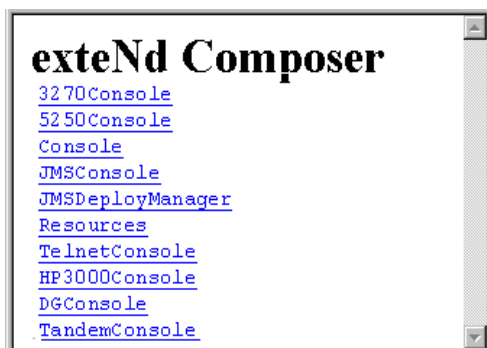 exteNd Composer
3270Console
5250Console
Console
JMSConsole
JMSDeployManager
Resources
TelnetConsole
HP3000Console
DGConsole
TandemConsole